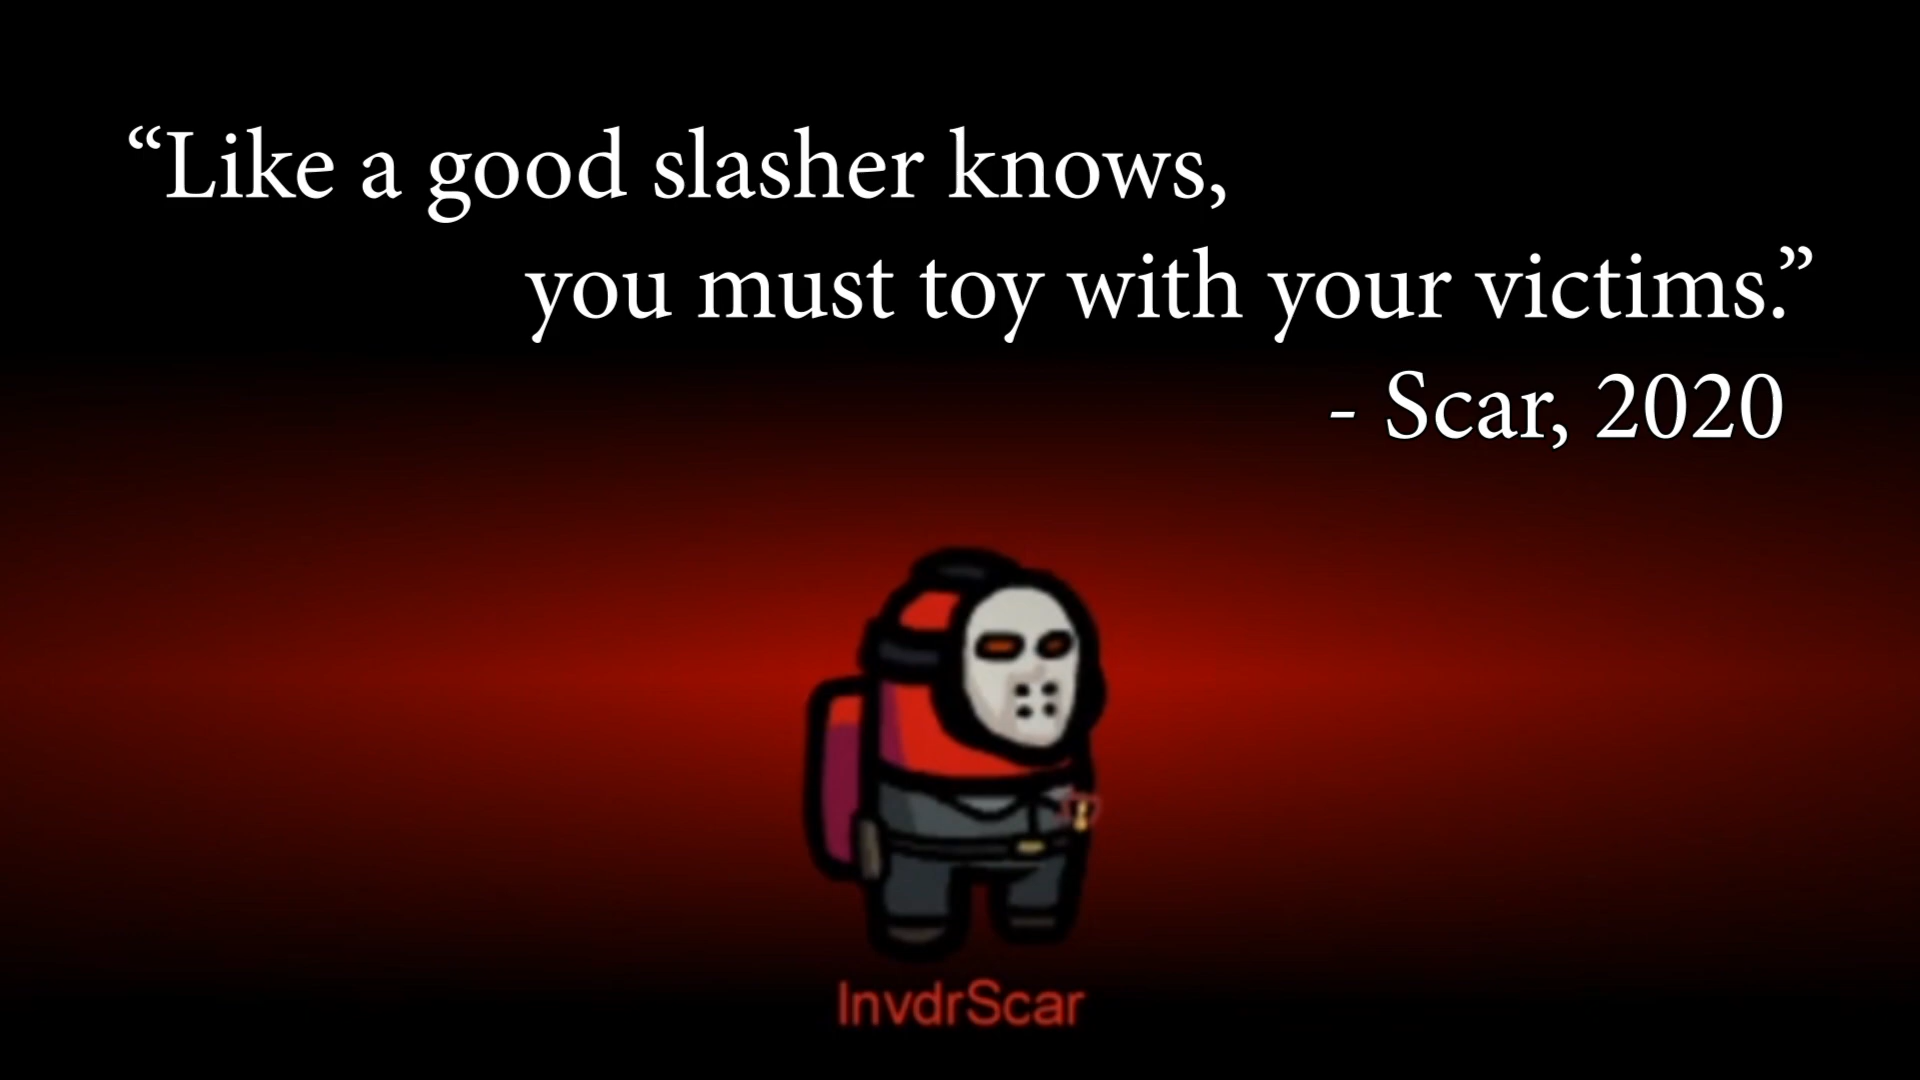 “Like a good slasher knows,
you must toy with your victims.”
- Scar, 2020
InvdrScar